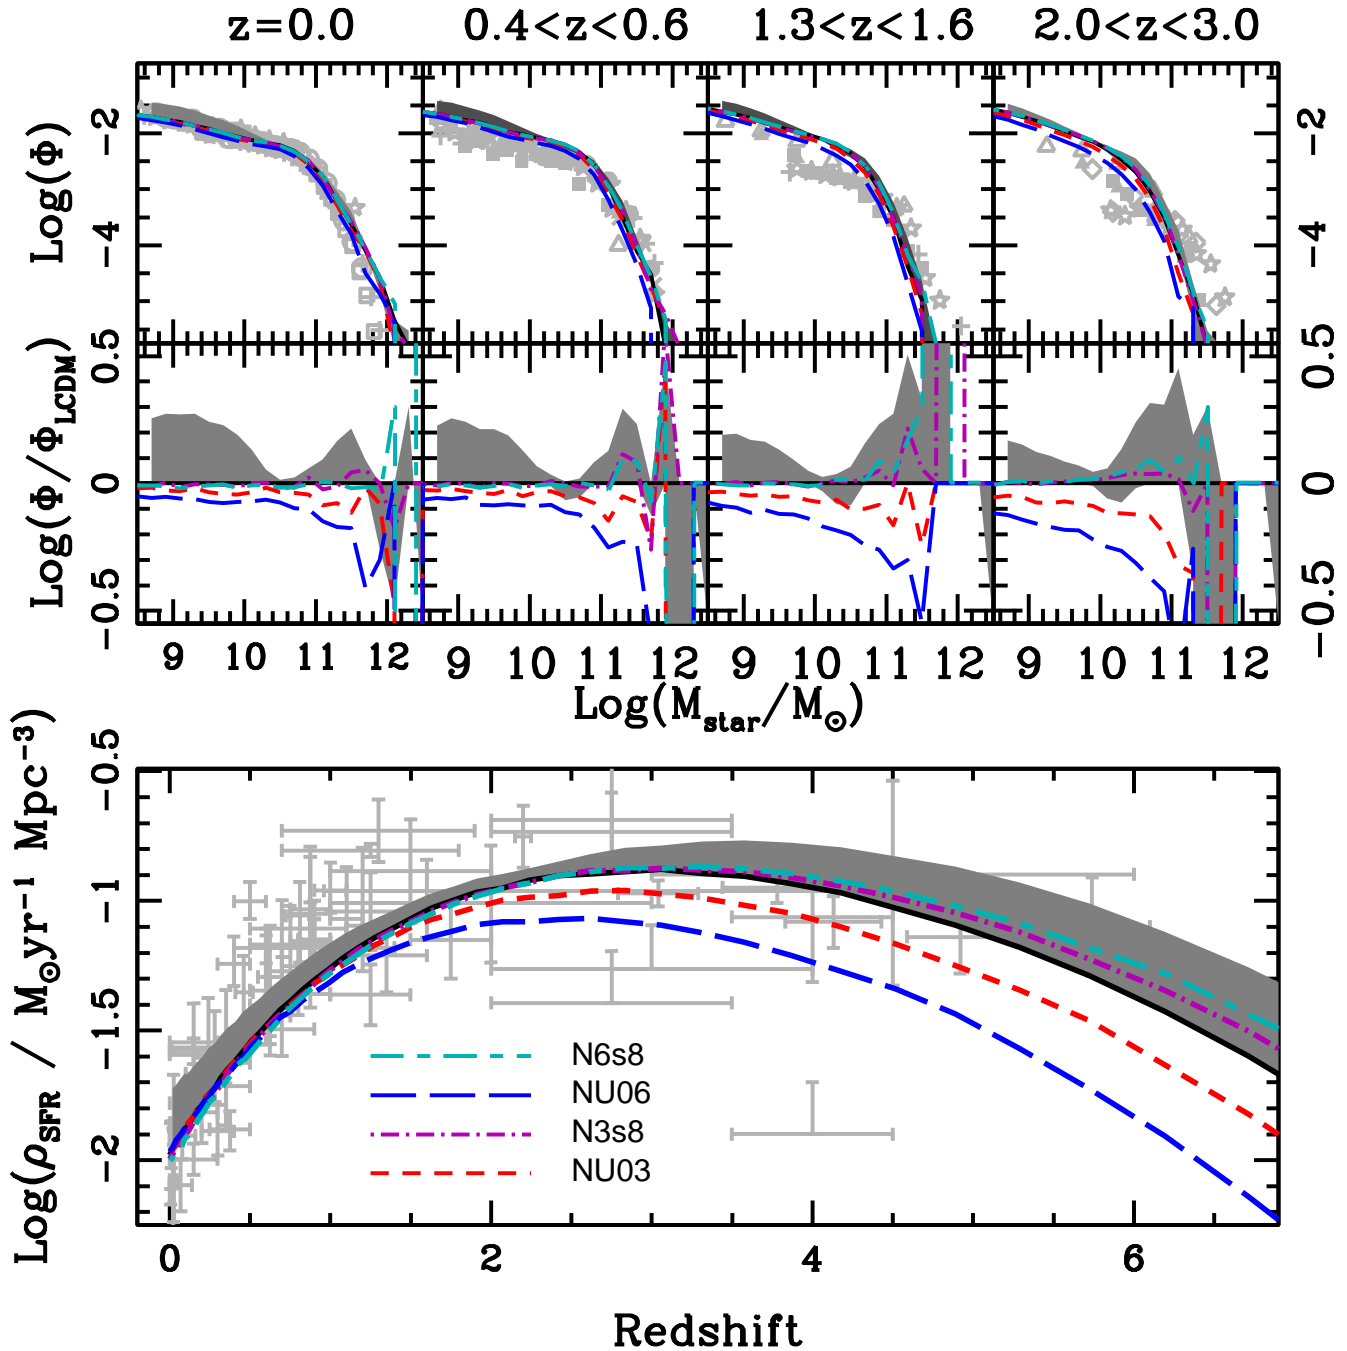 z=0.0 0.4<z<0.6 1.3<z<1.6 2.0<z<3.0
Log(Φ)
-2 -4
-2 -4
Log(Φ/Φ_LCDM)
0.5 0 -0.5
0.5 0 -0.5
9 10 11 12 9 10 11 12 9 10 11 12 9 10 11 12
Log(M_star/M_⊙)
Log(ρ_SFR / M_⊙yr⁻¹ Mpc⁻³)
-0.5 -1 -1.5 -2
N6s8
NU06
N3s8
NU03
0 2 4 6
Redshift